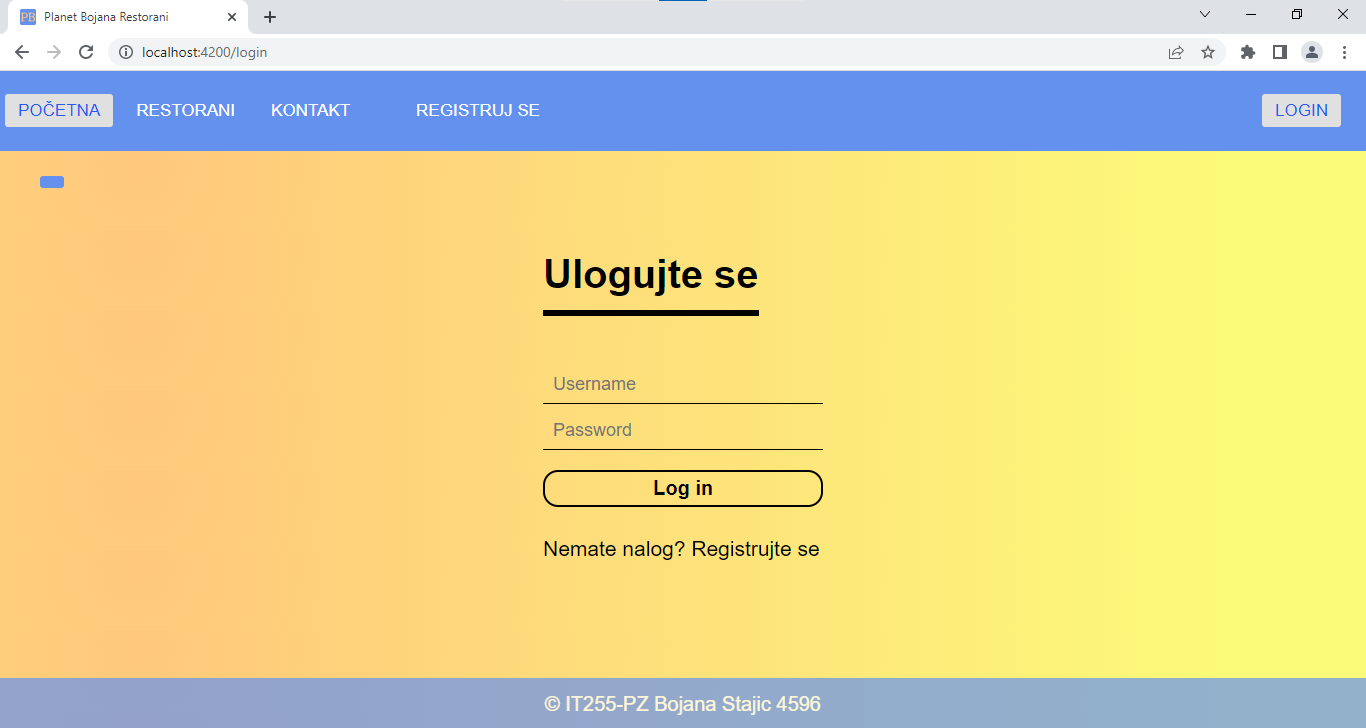 PB Planet Bojana Restorani
localhost:4200/login
POČETNA RESTORANI KONTAKT REGISTRUJ SE LOGIN
Ulogujte se
Username
Password
Log in
Nemate nalog? Registrujte se
© IT255-PZ Bojana Stajic 4596